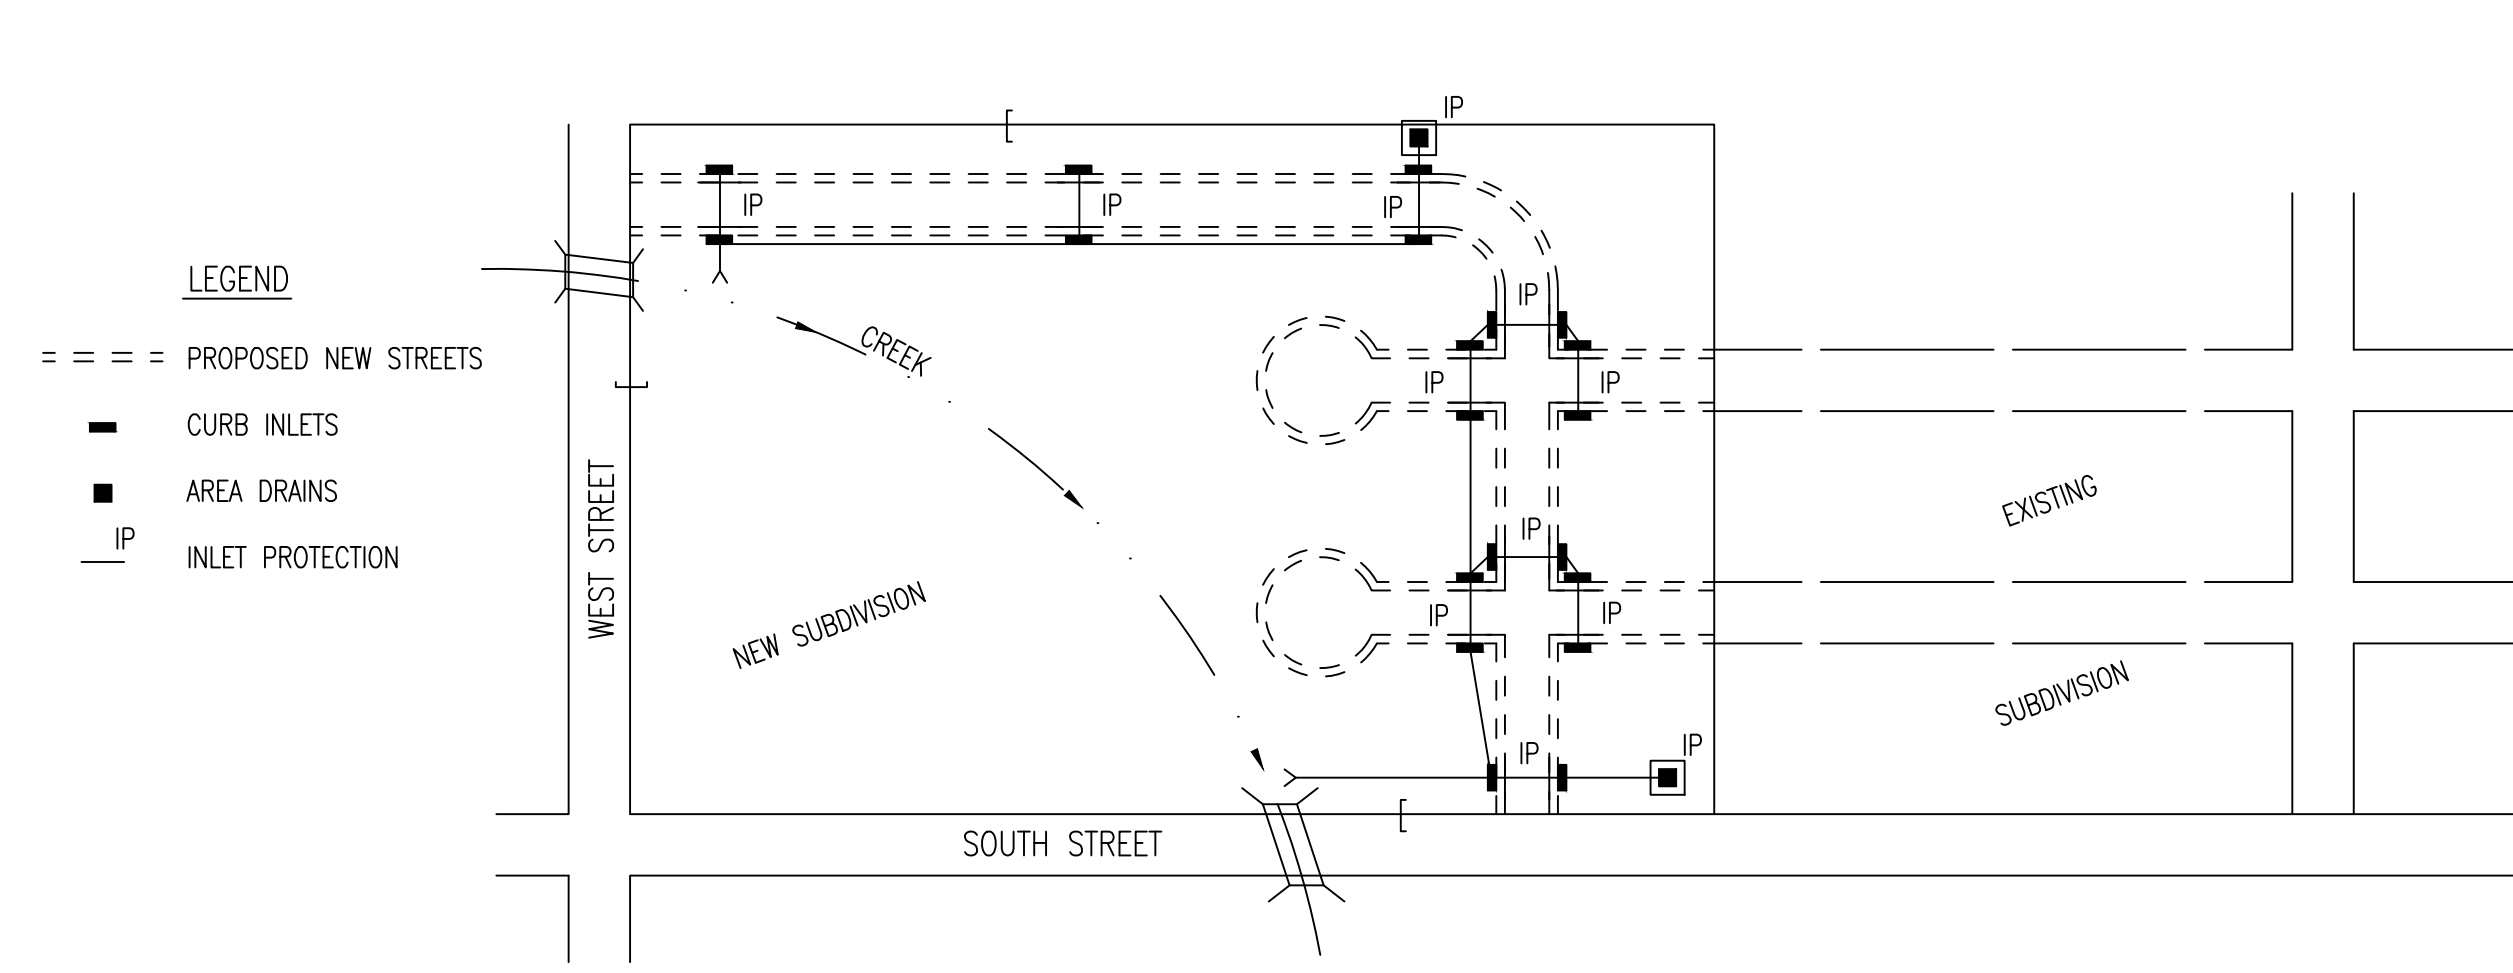 IP
IP
IP
IP
LEGEND
PROPOSED NEW STREETS
CURB INLETS
AREA DRAINS
IP
INLET PROTECTION
WEST STREET
CREEK
NEW SUBDIVISION
IP
IP
IP
IP
IP
IP
IP
IP
SOUTH STREET
EXISTING
SUBDIVISION